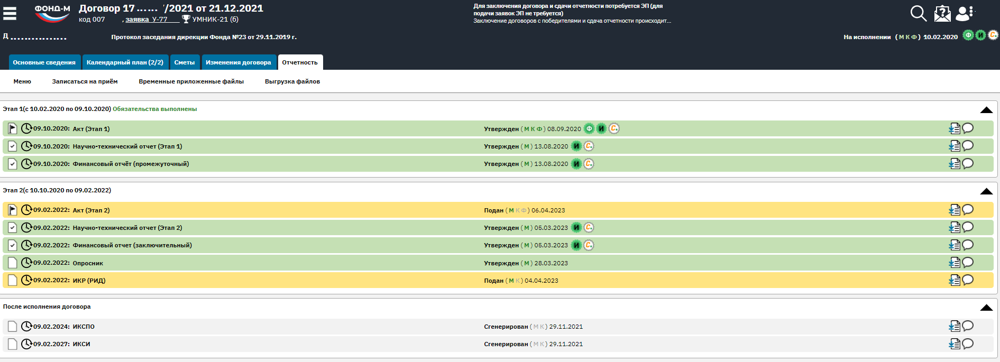 ФОНД-М
Договор 17 ...... /2021 от 21.12.2021
код 007 , заявка У-77 УМНИК-21 (б)
Для заключения договора и сдачи отчетности потребуется ЭП (для
подачи заявок ЭП не требуется)
Заключение договоров с победителями и сдача отчетности происходит...
Д ................
Протокол заседания дирекции Фонда №23 от 29.11.2019 г.
На исполнении ( М К Ф ) 10.02.2020 Ф И С.
Основные сведения Календарный план (2/2) Сметы Изменения договора Отчетность
Меню Записаться на приём Временные приложенные файлы Выгрузка файлов
Этап 1(с 10.02.2020 по 09.10.2020) Обязательства выполнены
09.10.2020: Акт (Этап 1) Утвержден ( М К Ф ) 08.09.2020 Ф И С.
09.10.2020: Научно-технический отчет (Этап 1) Утвержден ( М ) 13.08.2020 И С.
09.10.2020: Финансовый отчёт (промежуточный) Утвержден ( М ) 13.08.2020 И С.
Этап 2(с 10.10.2020 по 09.02.2022)
09.02.2022: Акт (Этап 2) Подан ( М К Ф ) 06.04.2023
09.02.2022: Научно-технический отчет (Этап 2) Утвержден ( М ) 05.03.2023 И С.
09.02.2022: Финансовый отчет (заключительный) Утвержден ( М ) 05.03.2023 И С.
09.02.2022: Опросник Утвержден ( М ) 28.03.2023
09.02.2022: ИКР (РИД) Подан ( М К ) 04.04.2023
После исполнения договора
09.02.2024: ИКСПО Сгенерирован ( М К ) 29.11.2021
09.02.2027: ИКСИ Сгенерирован ( М К ) 29.11.2021